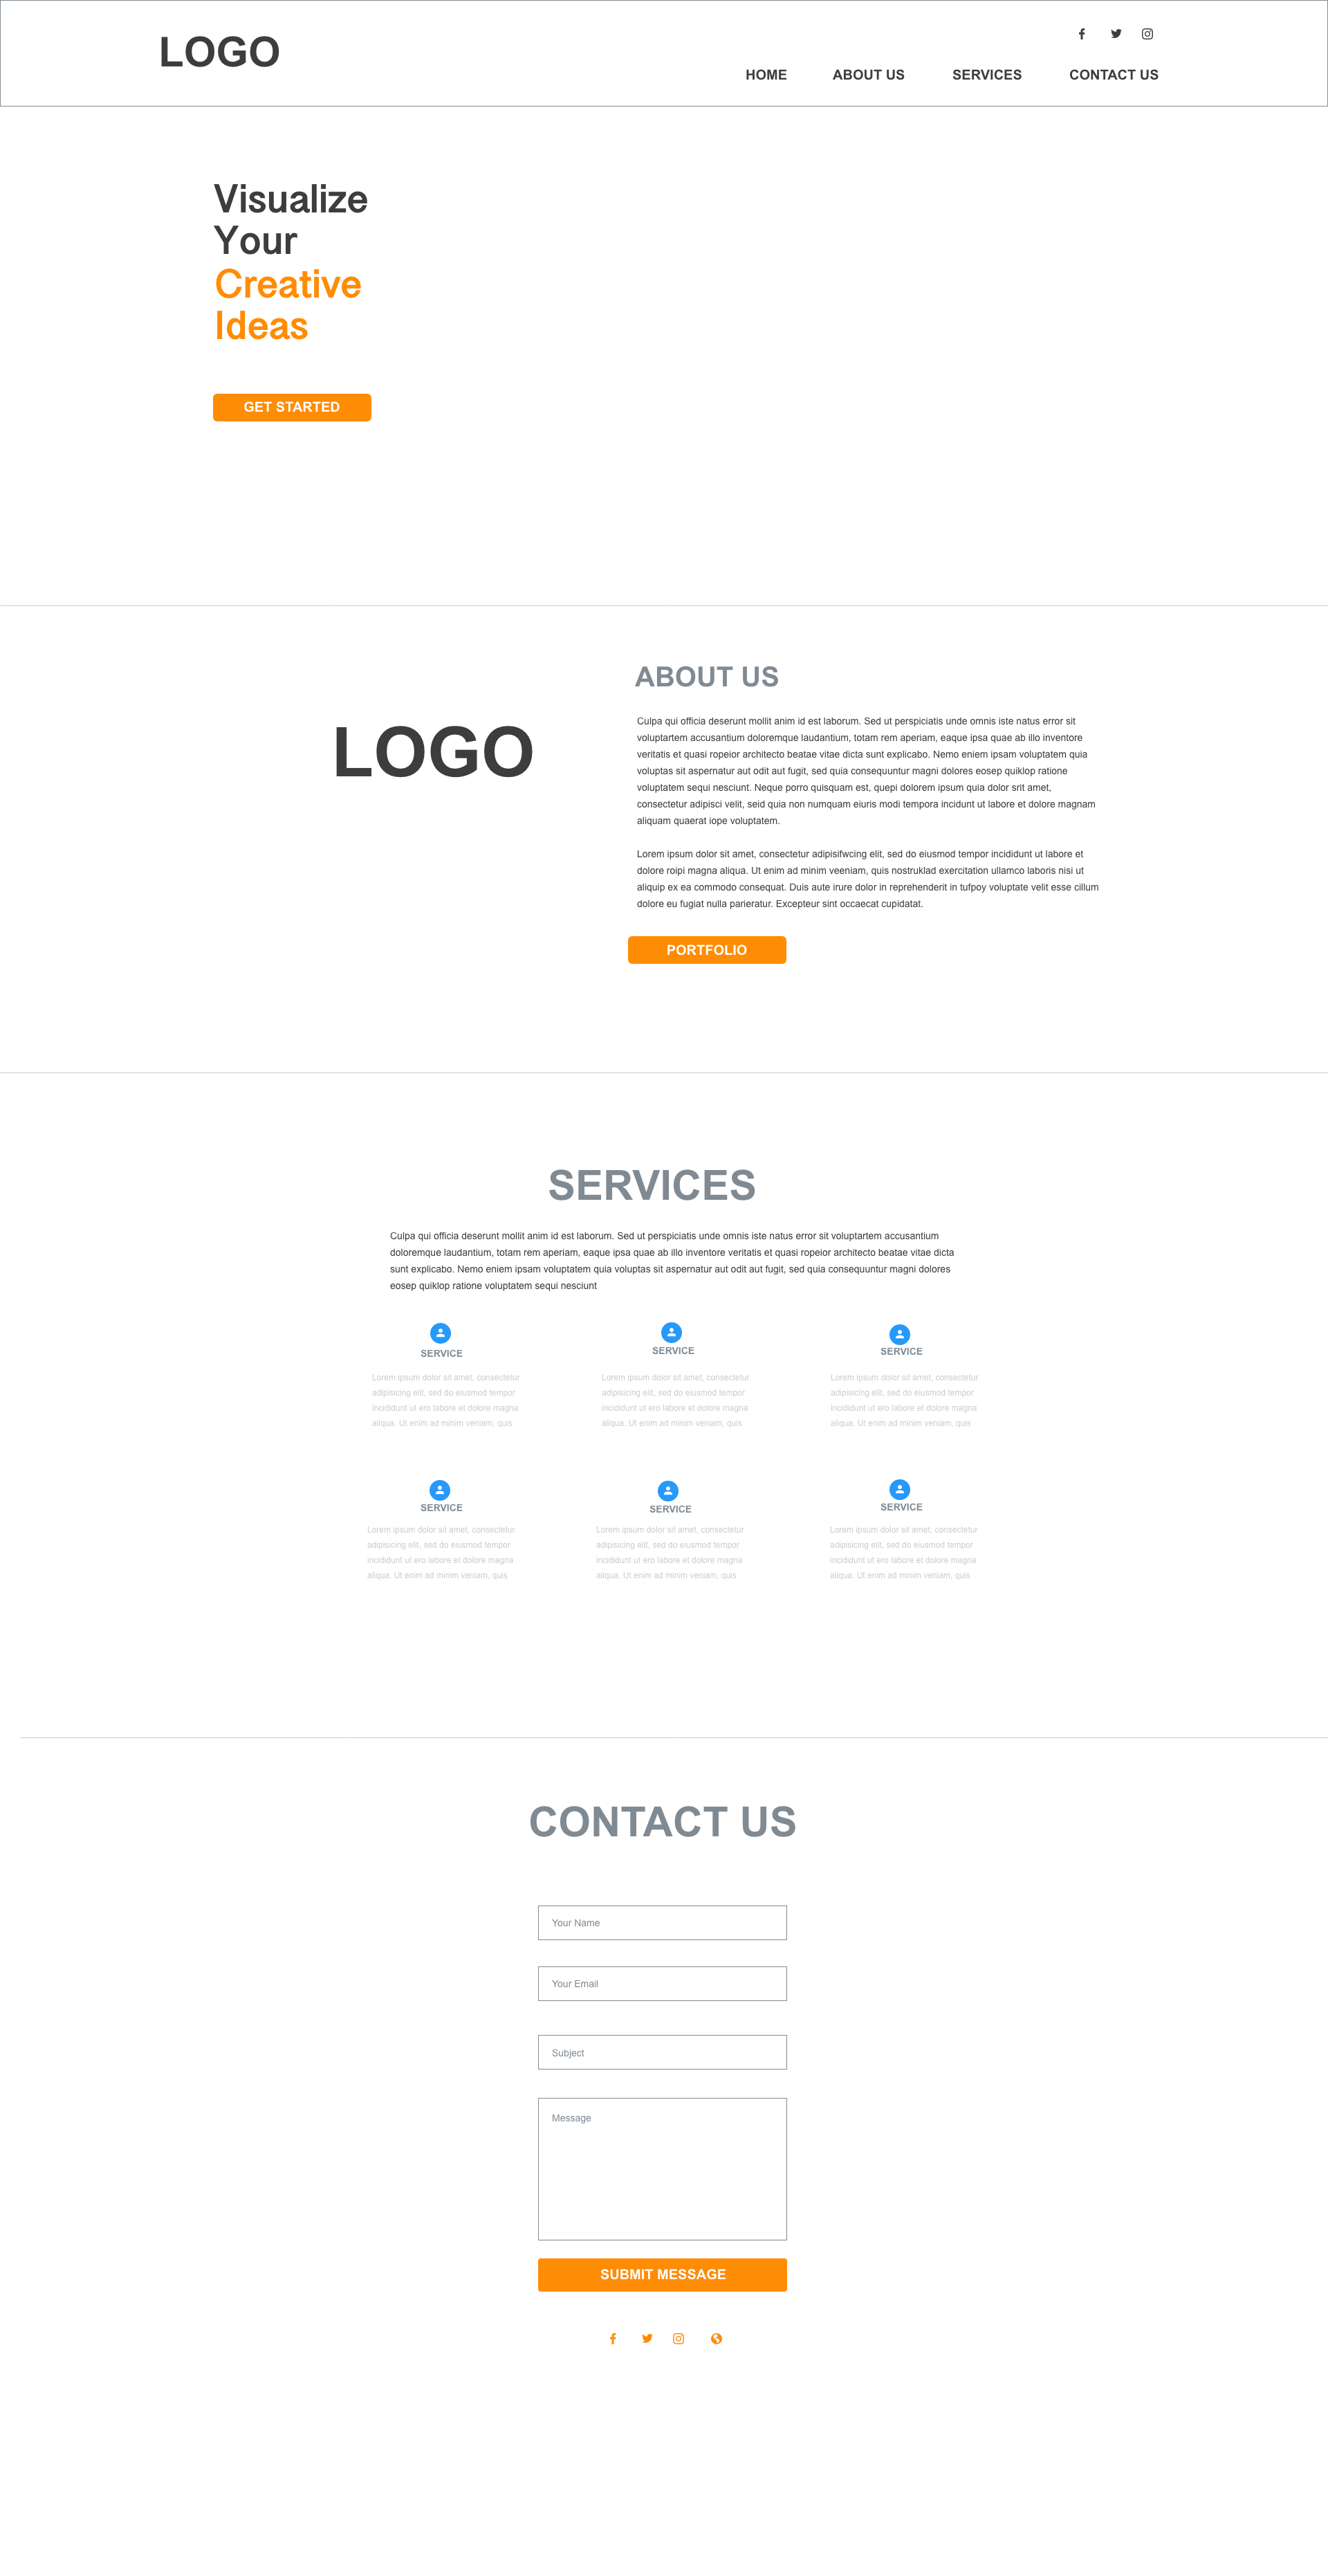 LOGO
HOME ABOUT US SERVICES CONTACT US
Visualize
Your
Creative
Ideas
GET STARTED
LOGO
ABOUT US
Culpa qui officia deserunt mollit anim id est laborum. Sed ut perspiciatis unde omnis iste natus error sit
voluptartem accusantium doloremque laudantium, totam rem aperiam, eaque ipsa quae ab illo inventore
veritatis et quasi ropeior architecto beatae vitae dicta sunt explicabo. Nemo eniem ipsam voluptatem quia
voluptas sit aspernatur aut odit aut fugit, sed quia consequuntur magni dolores eosep quiklop ratione
voluptatem sequi nesciunt. Neque porro quisquam est, quepi dolorem ipsum quia dolor srit amet,
consectetur adipisci velit, seid quia non numquam eiuris modi tempora incidunt ut labore et dolore magnam
aliquam quaerat iope voluptatem.
Lorem ipsum dolor sit amet, consectetur adipisifwcing elit, sed do eiusmod tempor incididunt ut labore et
dolore roipi magna aliqua. Ut enim ad minim veeniam, quis nostruklad exercitation ullamco laboris nisi ut
aliquip ex ea commodo consequat. Duis aute irure dolor in reprehenderit in tufpoy voluptate velit esse cillum
dolore eu fugiat nulla parieratur. Excepteur sint occaecat cupidatat.
PORTFOLIO
SERVICES
Culpa qui officia deserunt mollit anim id est laborum. Sed ut perspiciatis unde omnis iste natus error sit voluptartem accusantium
doloremque laudantium, totam rem aperiam, eaque ipsa quae ab illo inventore veritatis et quasi ropeior architecto beatae vitae dicta
sunt explicabo. Nemo eniem ipsam voluptatem quia voluptas sit aspernatur aut odit aut fugit, sed quia consequuntur magni dolores
eosep quiklop ratione voluptatem sequi nesciunt
SERVICE
Lorem ipsum dolor sit amet, consectetur
adipisicing elit, sed do eiusmod tempor
incididunt ut ero labore et dolore magna
aliqua. Ut enim ad minim veniam, quis
SERVICE
Lorem ipsum dolor sit amet, consectetur
adipisicing elit, sed do eiusmod tempor
incididunt ut ero labore et dolore magna
aliqua. Ut enim ad minim veniam, quis
SERVICE
Lorem ipsum dolor sit amet, consectetur
adipisicing elit, sed do eiusmod tempor
incididunt ut ero labore et dolore magna
aliqua. Ut enim ad minim veniam, quis
SERVICE
Lorem ipsum dolor sit amet, consectetur
adipisicing elit, sed do eiusmod tempor
incididunt ut ero labore et dolore magna
aliqua. Ut enim ad minim veniam, quis
SERVICE
Lorem ipsum dolor sit amet, consectetur
adipisicing elit, sed do eiusmod tempor
incididunt ut ero labore et dolore magna
aliqua. Ut enim ad minim veniam, quis
SERVICE
Lorem ipsum dolor sit amet, consectetur
adipisicing elit, sed do eiusmod tempor
incididunt ut ero labore et dolore magna
aliqua. Ut enim ad minim veniam, quis
CONTACT US
Your Name
Your Email
Subject
Message
SUBMIT MESSAGE